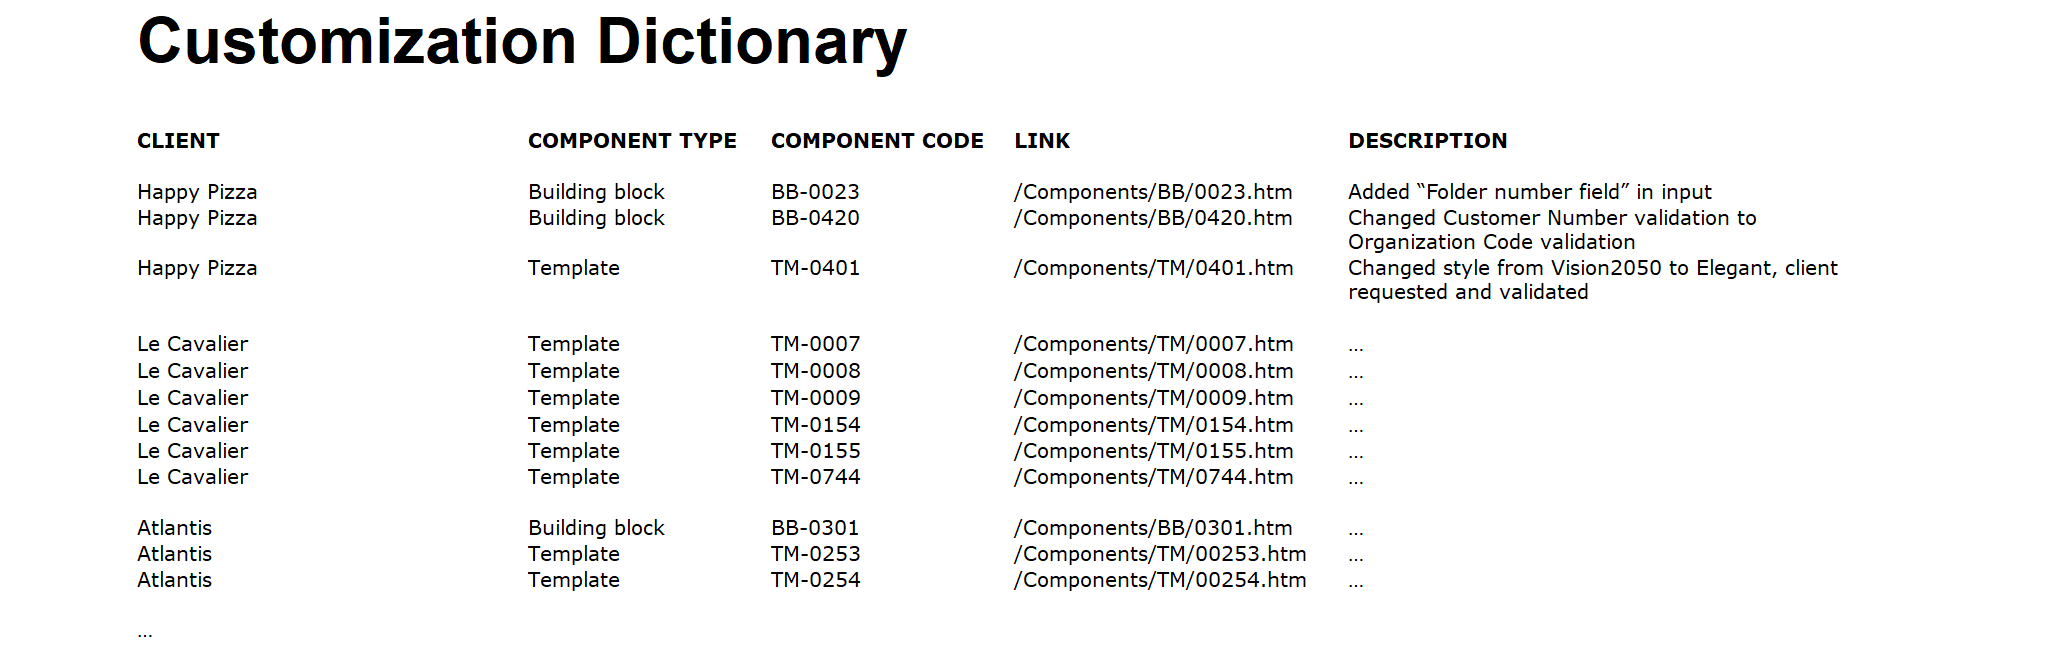 Customization Dictionary
CLIENT COMPONENT TYPE COMPONENT CODE LINK DESCRIPTION
Happy Pizza Building block BB-0023 /Components/BB/0023.htm Added “Folder number field” in input
Happy Pizza Building block BB-0420 /Components/BB/0420.htm Changed Customer Number validation to
Organization Code validation
Happy Pizza Template TM-0401 /Components/TM/0401.htm Changed style from Vision2050 to Elegant, client
requested and validated
Le Cavalier Template TM-0007 /Components/TM/0007.htm …
Le Cavalier Template TM-0008 /Components/TM/0008.htm …
Le Cavalier Template TM-0009 /Components/TM/0009.htm …
Le Cavalier Template TM-0154 /Components/TM/0154.htm …
Le Cavalier Template TM-0155 /Components/TM/0155.htm …
Le Cavalier Template TM-0744 /Components/TM/0744.htm …
Atlantis Building block BB-0301 /Components/BB/0301.htm …
Atlantis Template TM-0253 /Components/TM/00253.htm …
Atlantis Template TM-0254 /Components/TM/00254.htm …
…